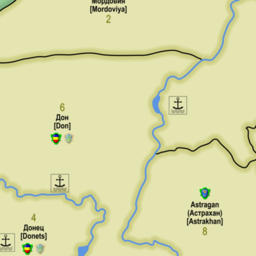 Мордовия
[Mordoviya]
2
6
Дон
[Don]
Astragan
(Астрахан)
[Astrakhan]
8
4
Донец
[Donets]